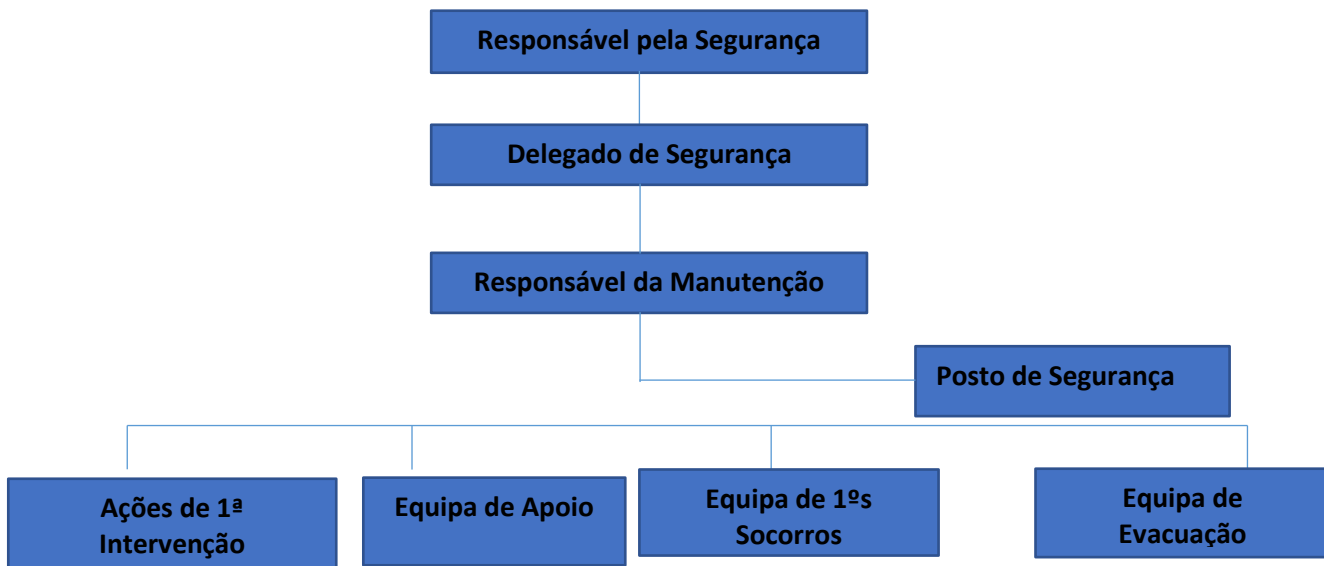 Responsável pela Segurança
Delegado de Segurança
Responsável da Manutenção
Posto de Segurança
Ações de 1ª
Intervenção
Equipa de Apoio
Equipa de 1ºs
Socorros
Equipa de
Evacuação